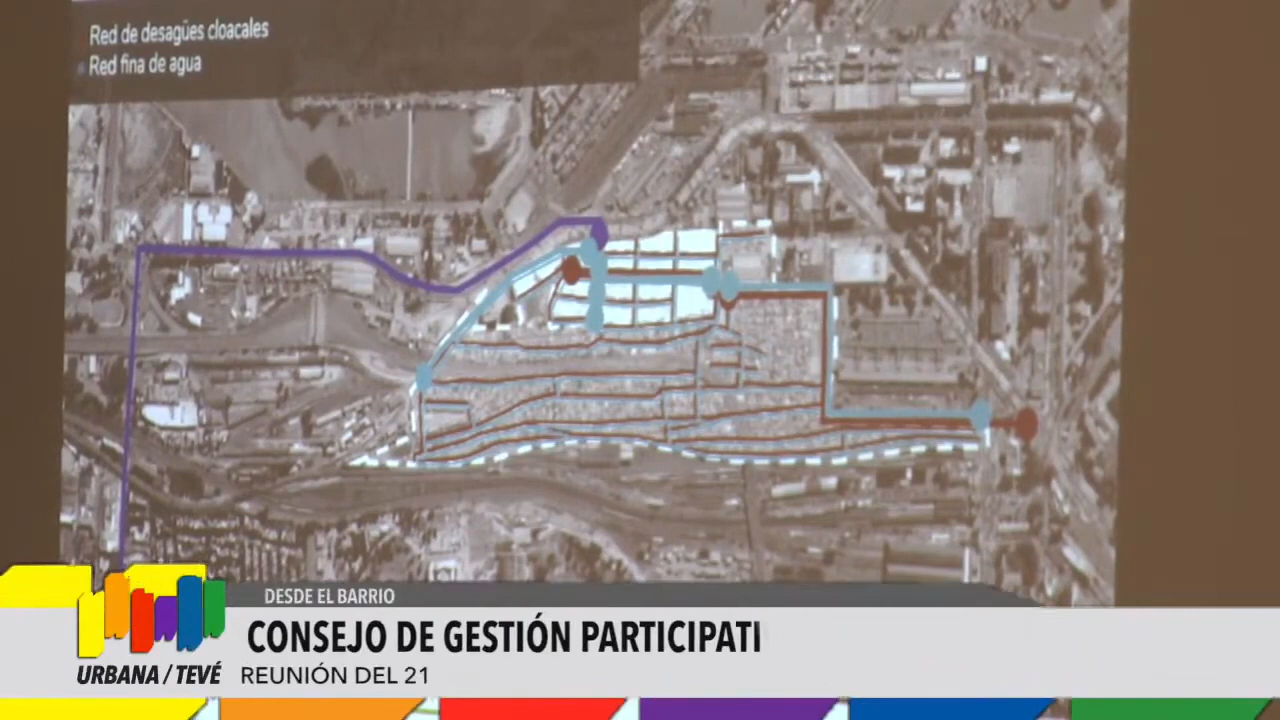 Red de desagües cloacales
Red fina de agua
DESDE EL BARRIO
CONSEJO DE GESTIÓN PARTICIPATI
URBANA / TEVÉ
REUNIÓN DEL 21